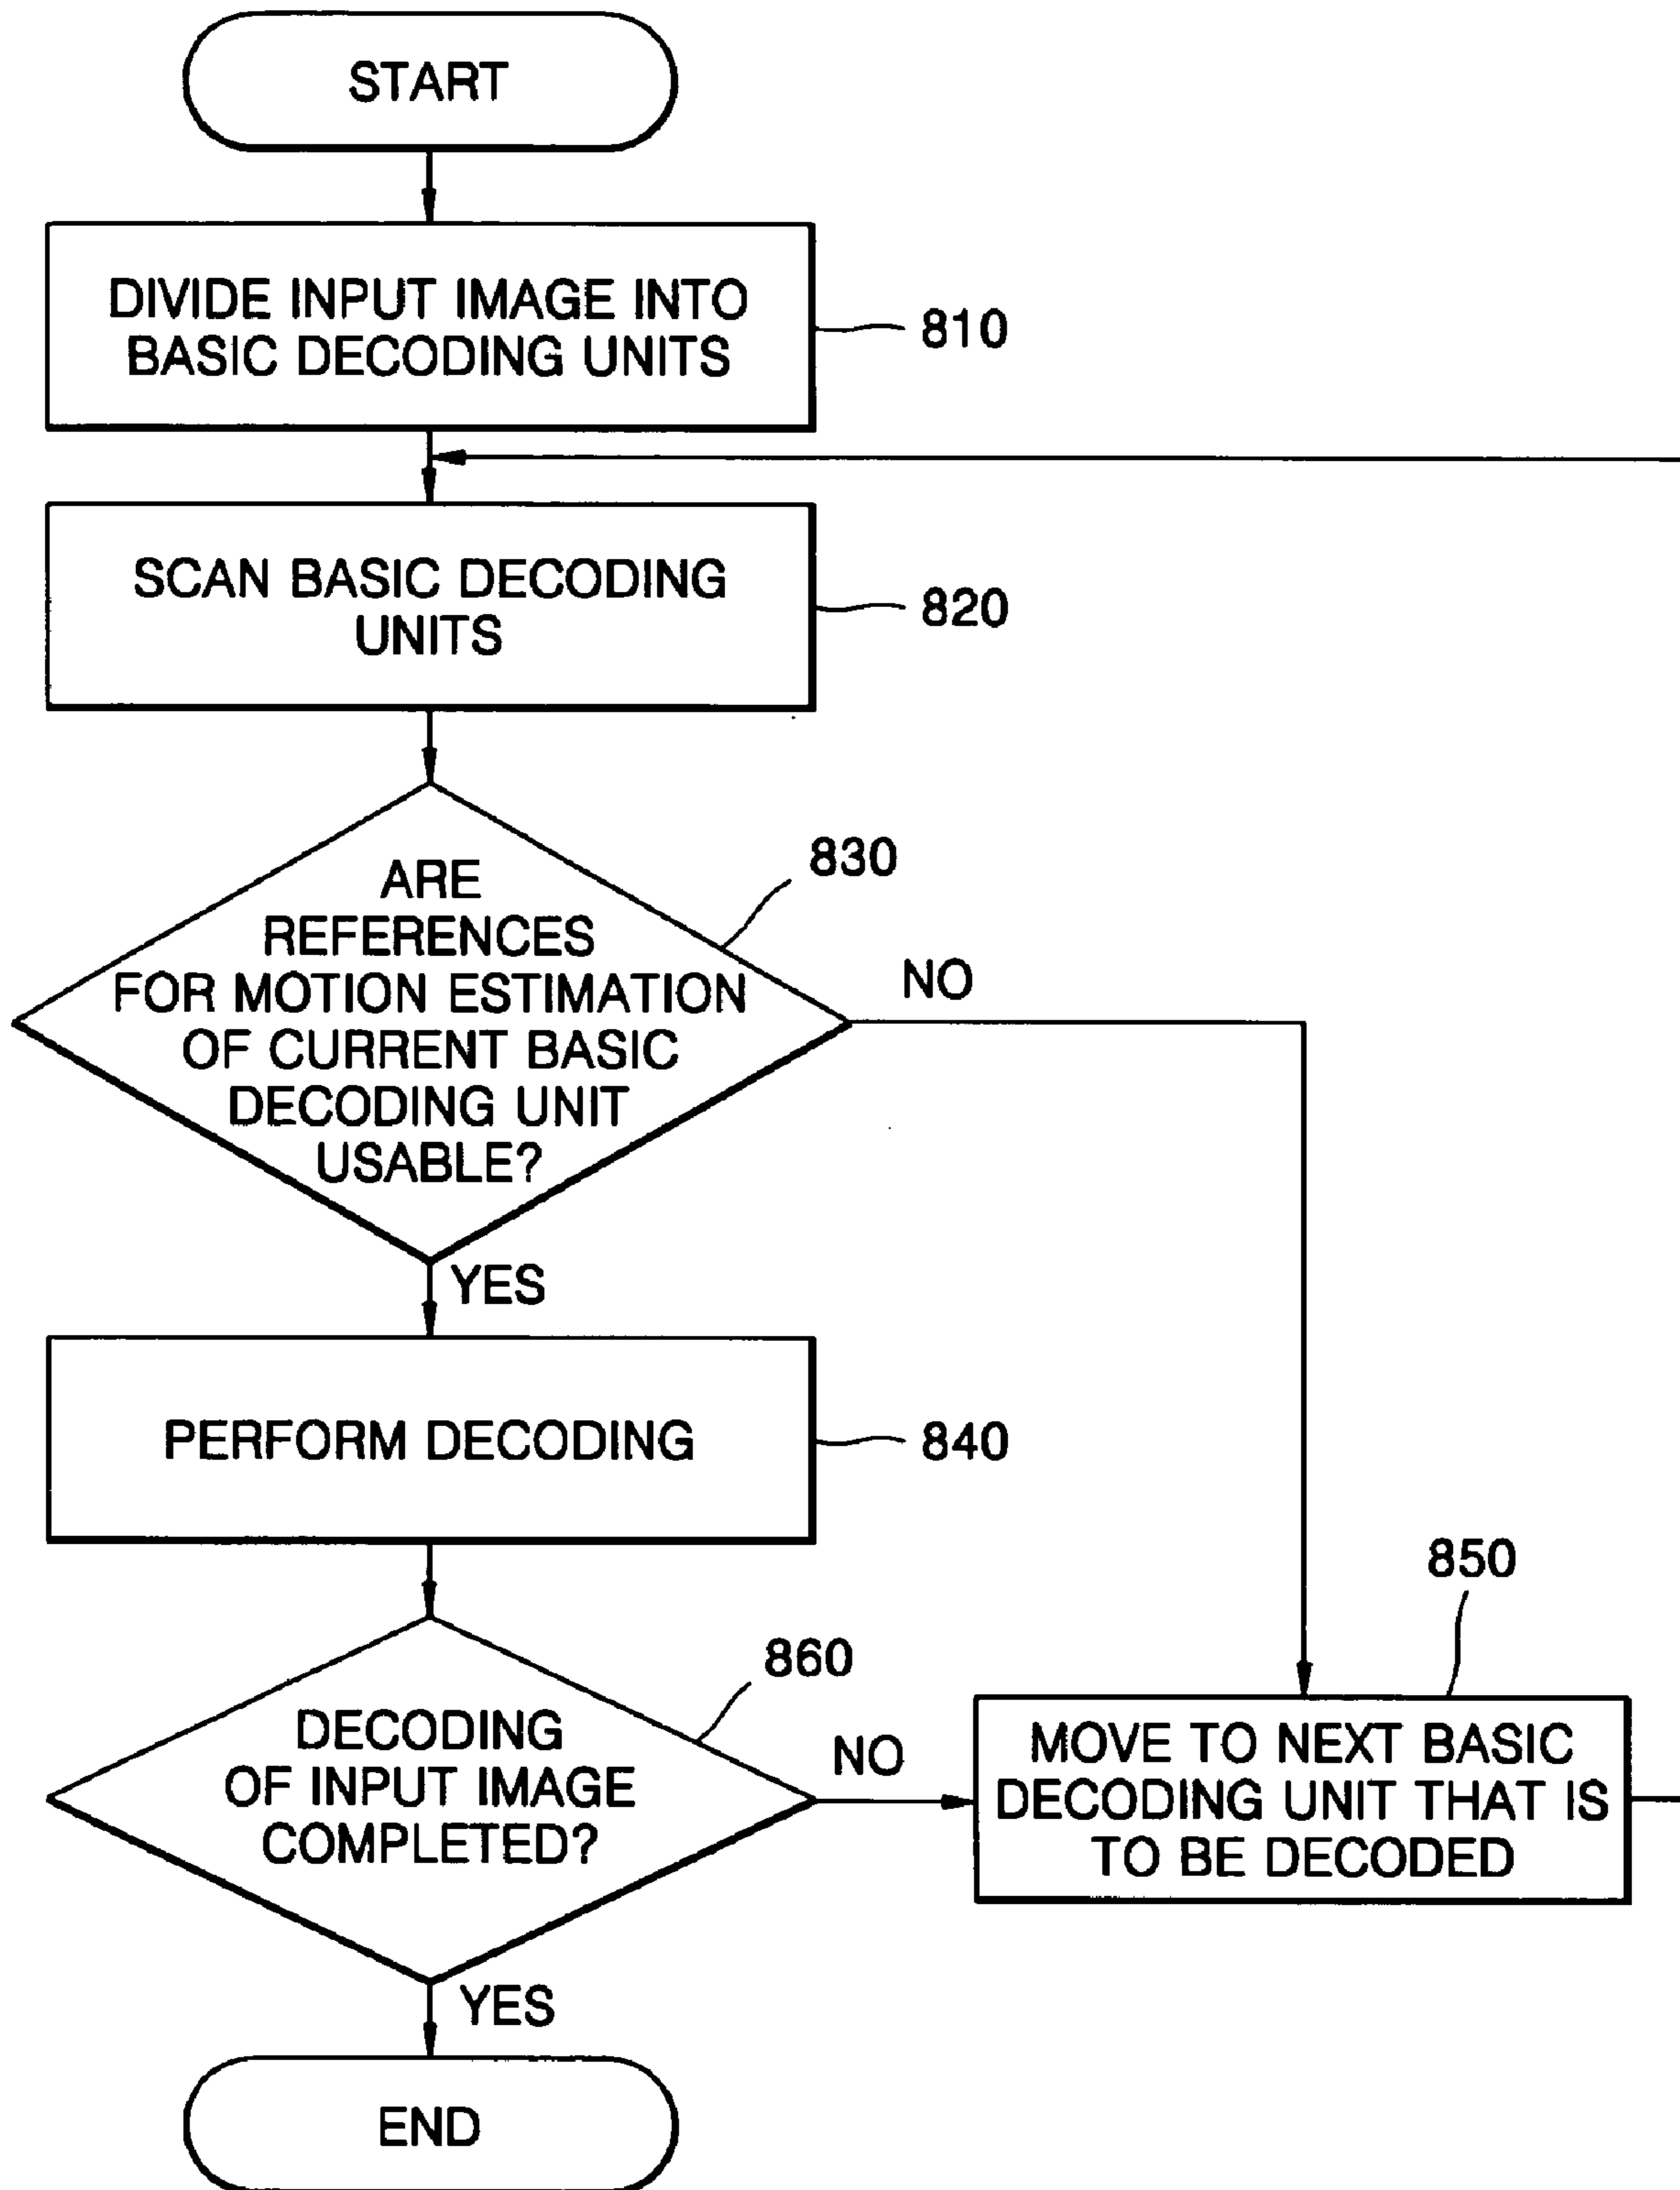 START
DIVIDE INPUT IMAGE INTO
BASIC DECODING UNITS
810
SCAN BASIC DECODING
UNITS
820
ARE
REFERENCES
FOR MOTION ESTIMATION
OF CURRENT BASIC
DECODING UNIT
USABLE?
830
NO
YES
PERFORM DECODING
840
850
860
DECODING
OF INPUT IMAGE
COMPLETED?
NO
MOVE TO NEXT BASIC
DECODING UNIT THAT IS
TO BE DECODED
YES
END